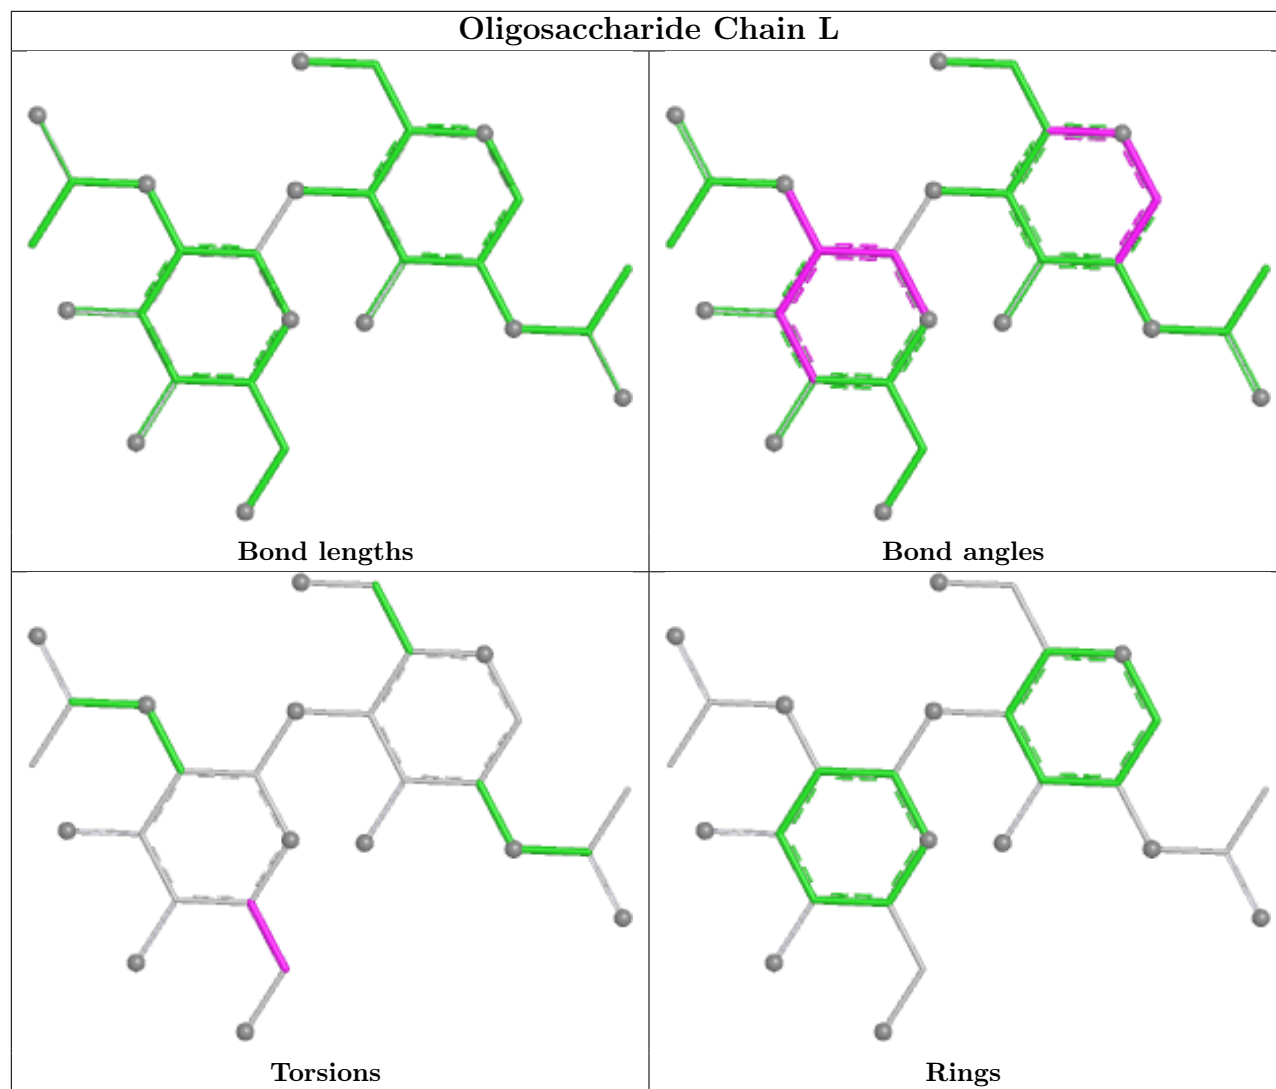 Oligosaccharide Chain L
Bond lengths
Bond angles
Torsions
Rings